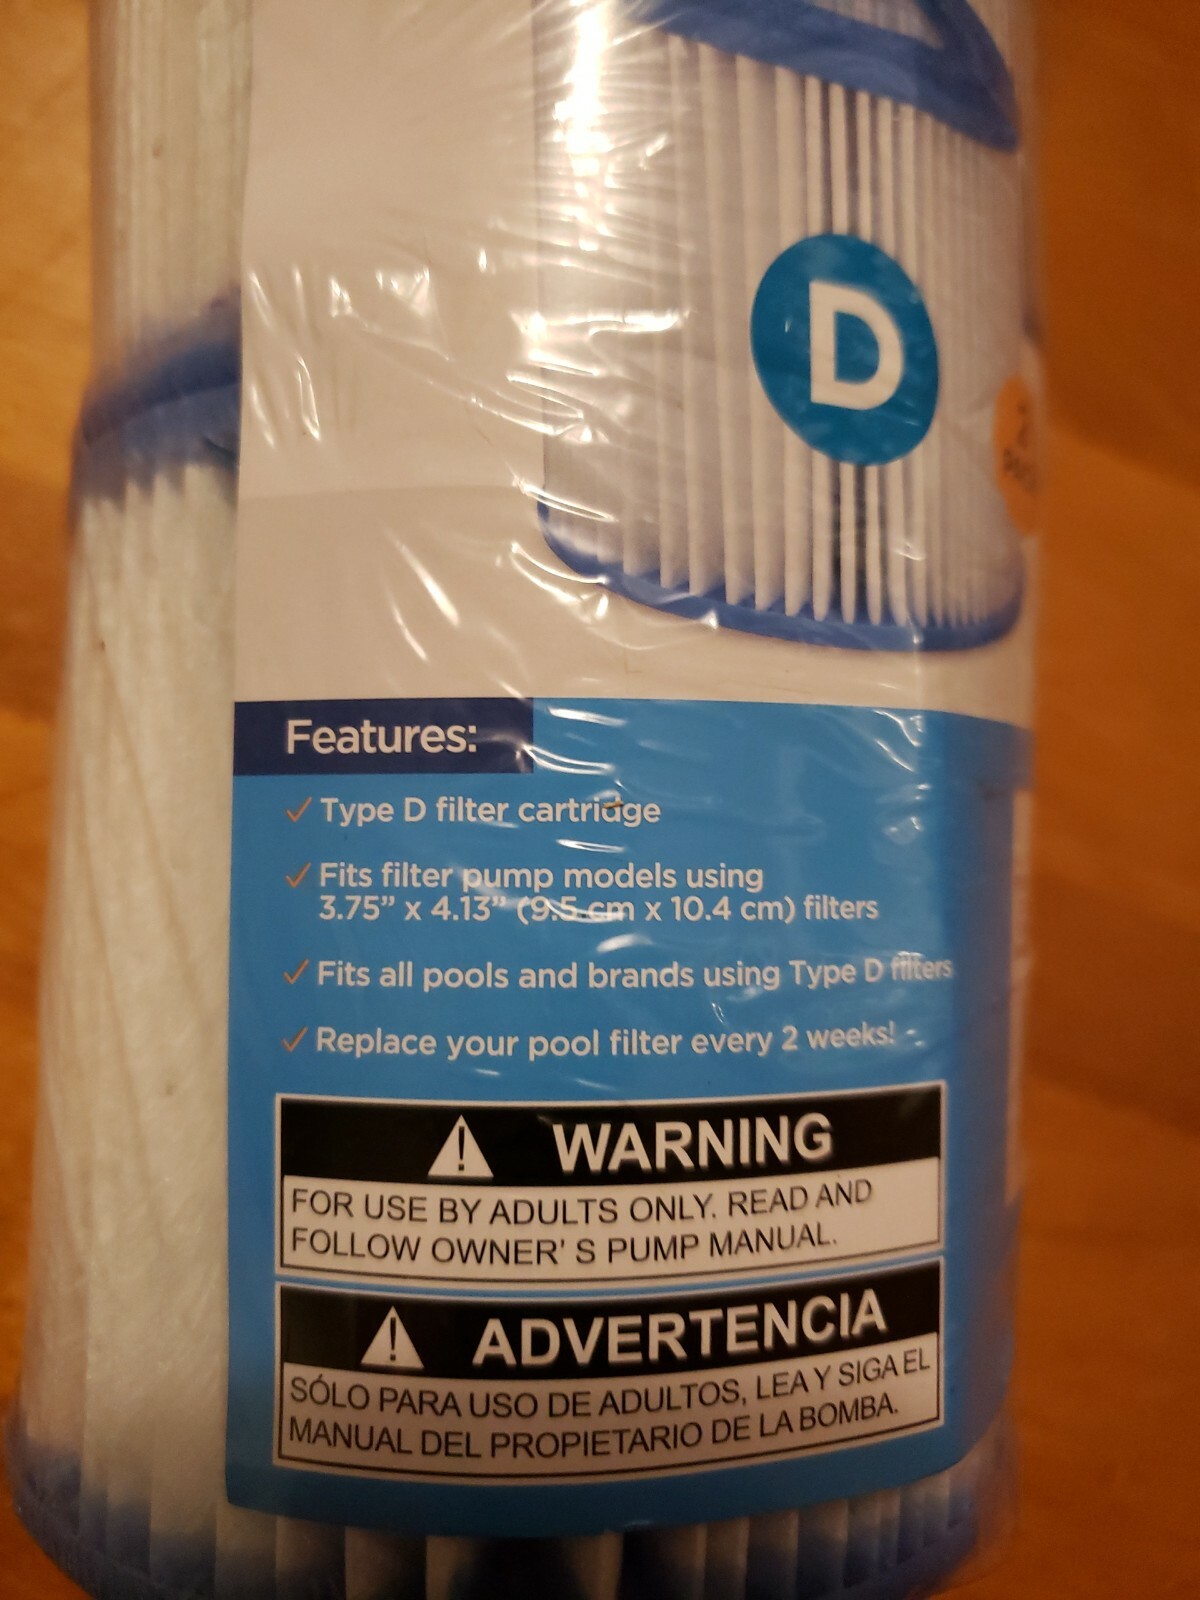 D
Features:
Type D filter cartridge
Fits filter pump models using
3.75” x 4.13” (9.5 cm x 10.4 cm) filters
Fits all pools and brands using Type D filters
Replace your pool filter every 2 weeks!
WARNING
FOR USE BY ADULTS ONLY. READ AND
FOLLOW OWNER' S PUMP MANUAL.
ADVERTENCIA
SÓLO PARA USO DE ADULTOS, LEA Y SIGA EL
MANUAL DEL PROPIETARIO DE LA BOMBA.